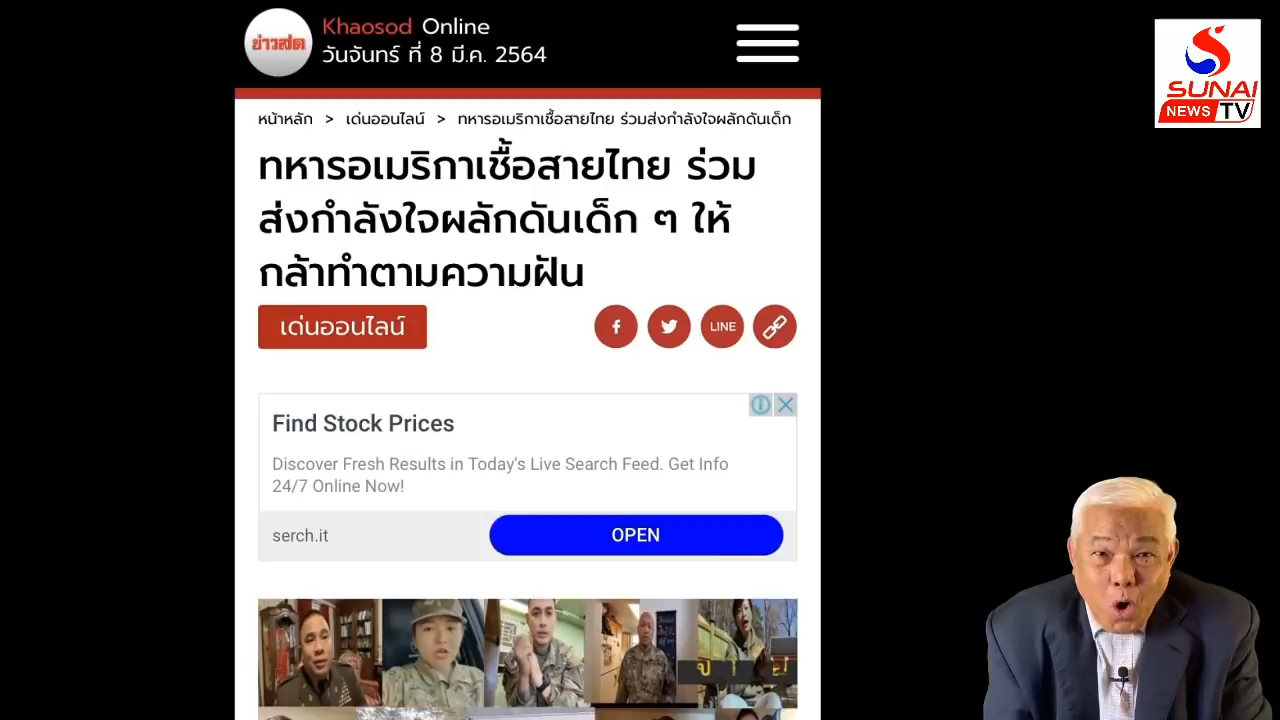 ข่าวสด
Khaosod Online
วันจันทร์ ที่ 8 มี.ค. 2564
SUNAI
NEWS TV
หน้าหลัก > เด่นออนไลน์ > ทหารอเมริกาเชื้อสายไทย ร่วมส่งกำลังใจผลักดันเด็ก
ทหารอเมริกาเชื้อสายไทย ร่วม
ส่งกำลังใจผลักดันเด็ก ๆ ให้
กล้าทำตามความฝัน
เด่นออนไลน์
LINE
Find Stock Prices
Discover Fresh Results in Today's Live Search Feed. Get Info
24/7 Online Now!
serch.it
OPEN